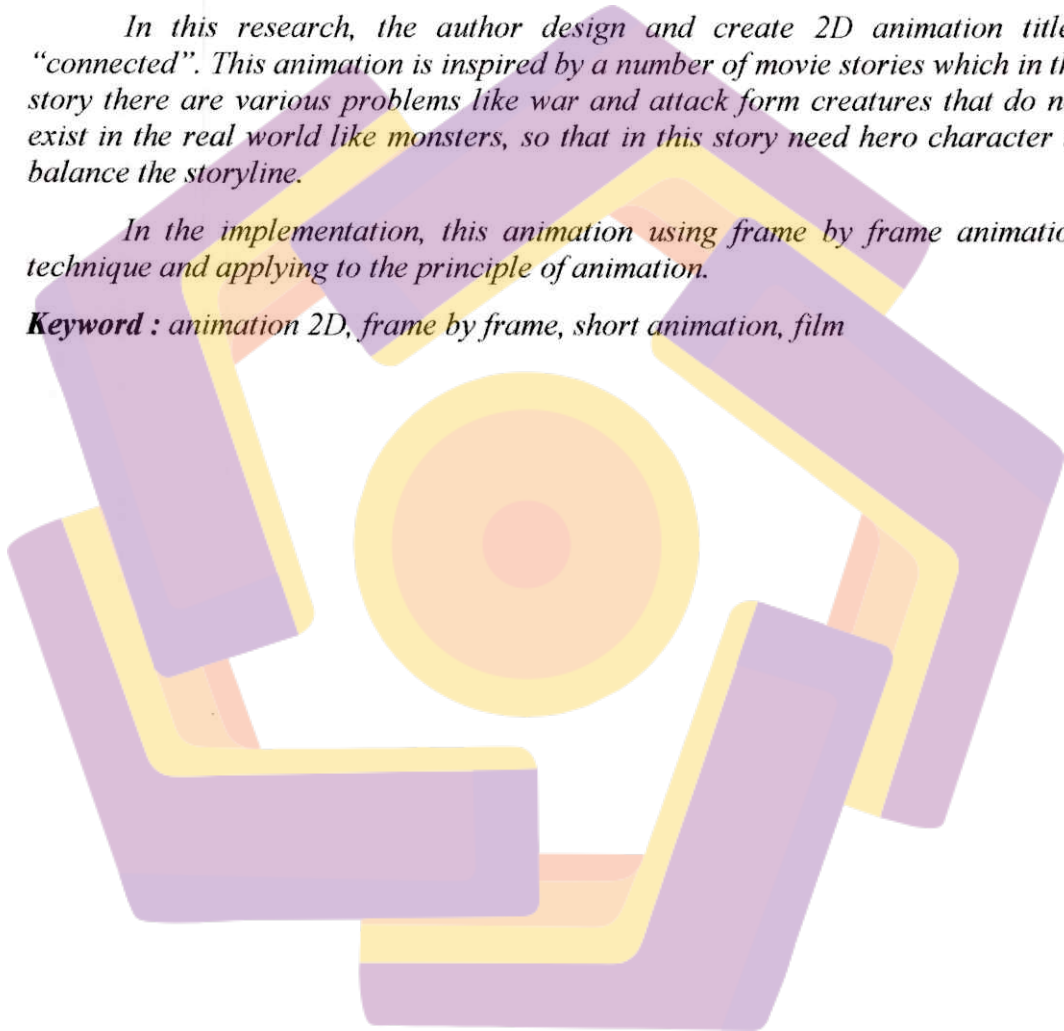 In this research, the author design and create 2D animation title
“connected”. This animation is inspired by a number of movie stories which in th
story there are various problems like war and attack form creatures that do n
exist in the real world like monsters, so that in this story need hero character
balance the storyline.
In the implementation, this animation using frame by frame animatio
technique and applying to the principle of animation.
Keyword : animation 2D, frame by frame, short animation, film